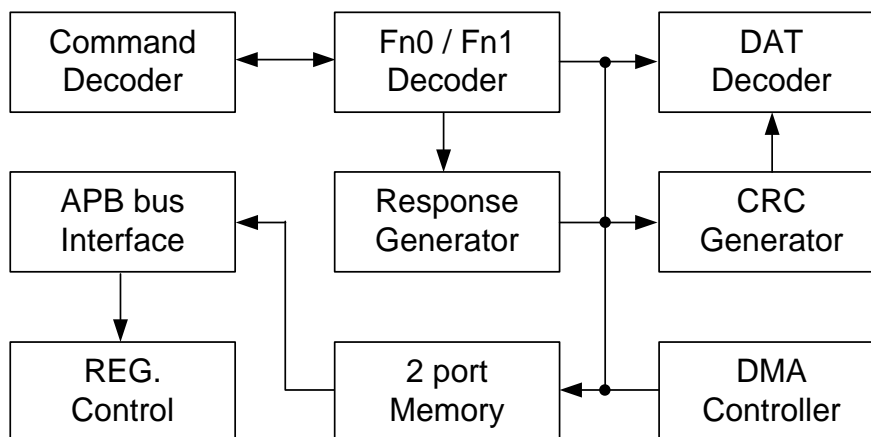 Command
Decoder
Fn0 / Fn1
Decoder
DAT
Decoder
APB bus
Interface
Response
Generator
CRC
Generator
REG.
Control
2 port
Memory
DMA
Controller